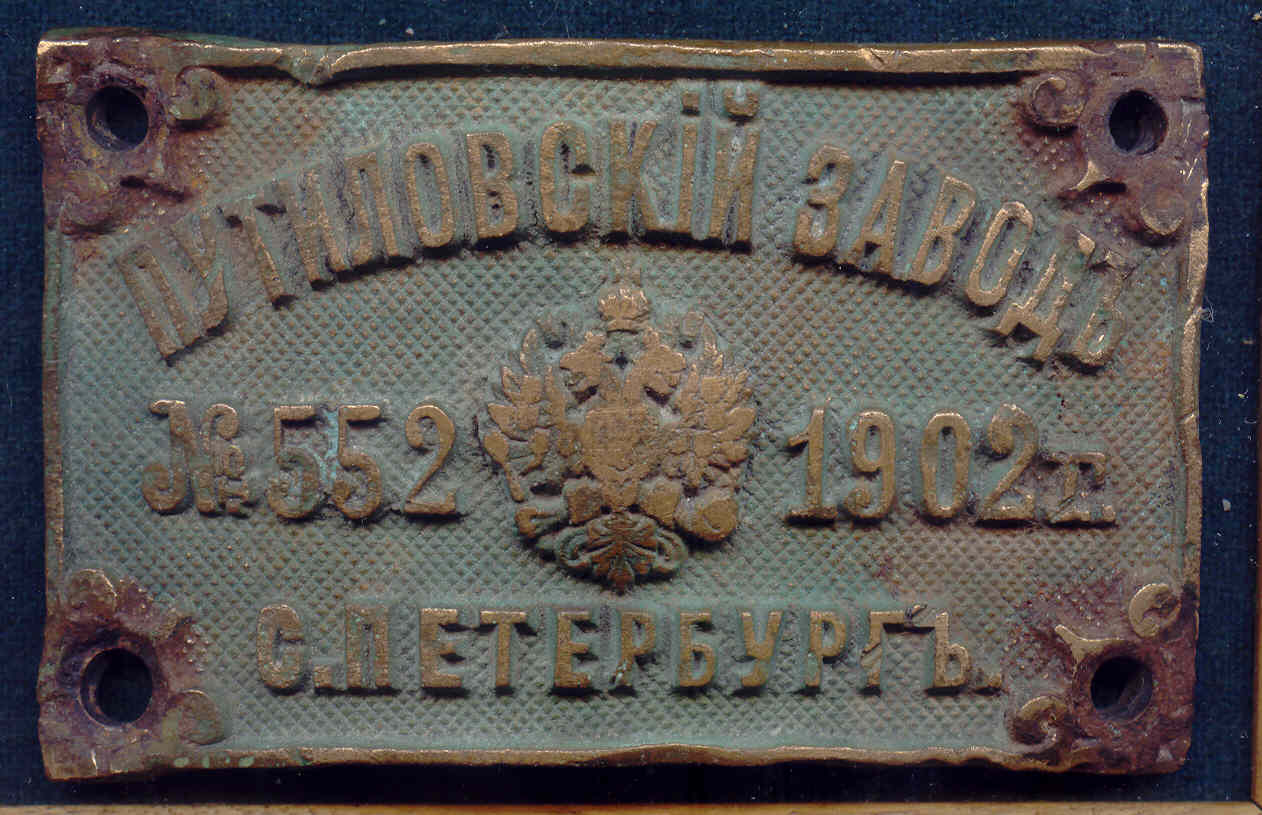 ПУТИЛОВСКІЙ ЗАВОДЪ
№ 552 1902 г.
С. ПЕТЕРБУРГЪ.